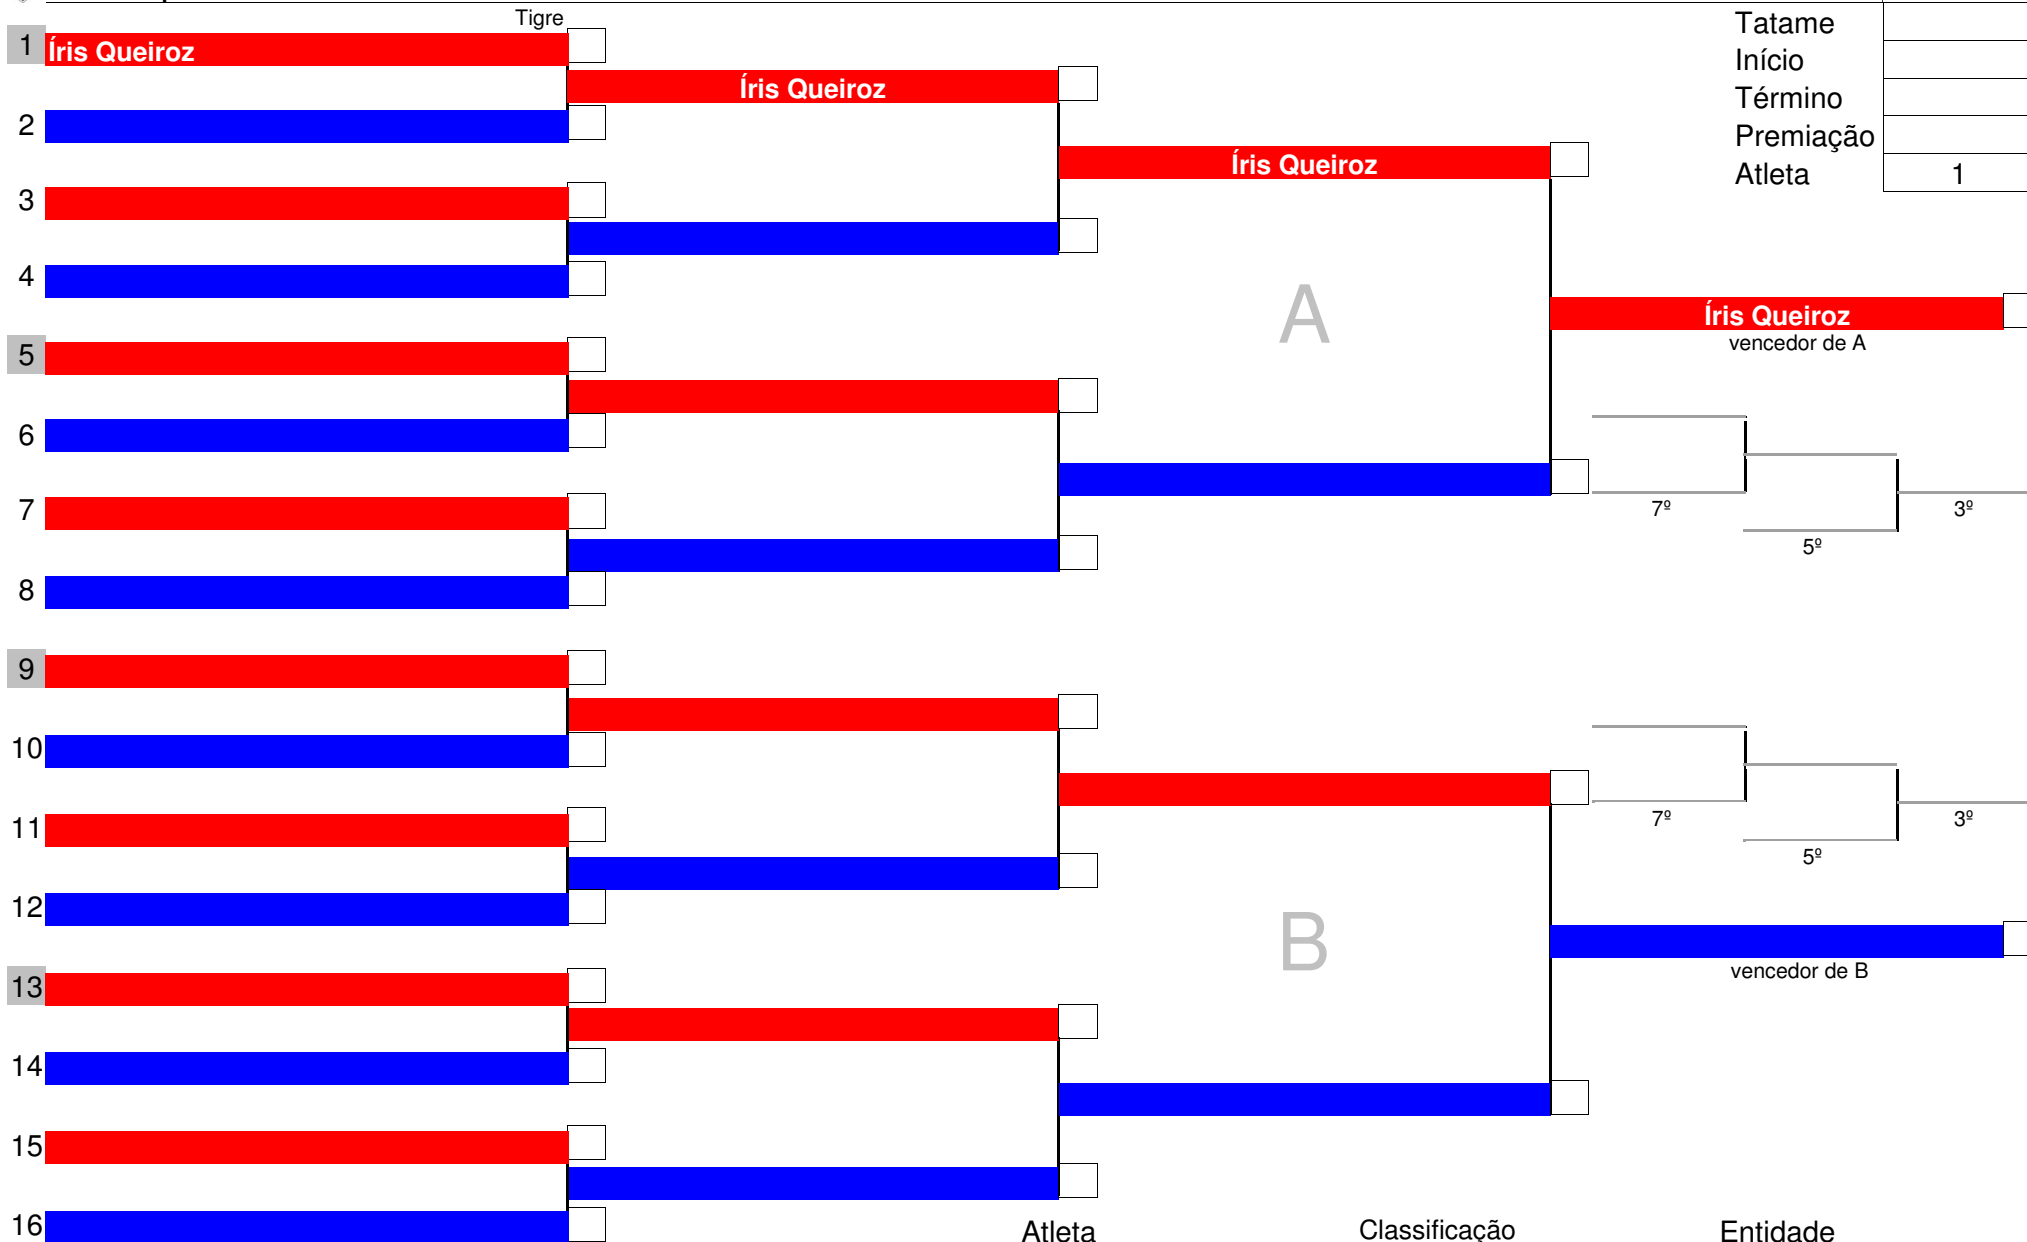 Tigre
1 Íris Queiroz
Íris Queiroz
2
Íris Queiroz
3
4
Íris Queiroz
vencedor de A
A
5
6
7
8
7º
5º
3º
9
10
11
12
7º
5º
3º
B
vencedor de B
13
14
15
16
Tatame
Início
Término
Premiação
Atleta 1
Atleta Classificação Entidade